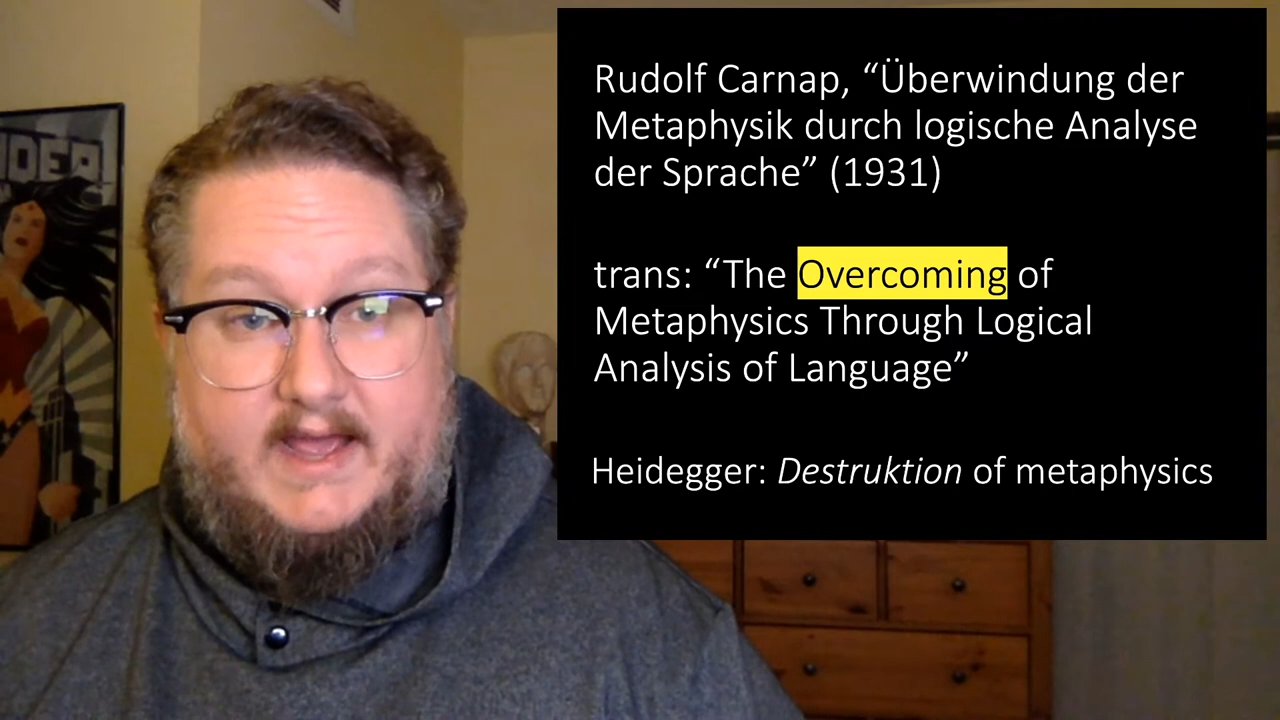 Rudolf Carnap, “Überwindung der
Metaphysik durch logische Analyse
der Sprache” (1931)
trans: “The Overcoming of
Metaphysics Through Logical
Analysis of Language”
Heidegger: Destruktion of metaphysics